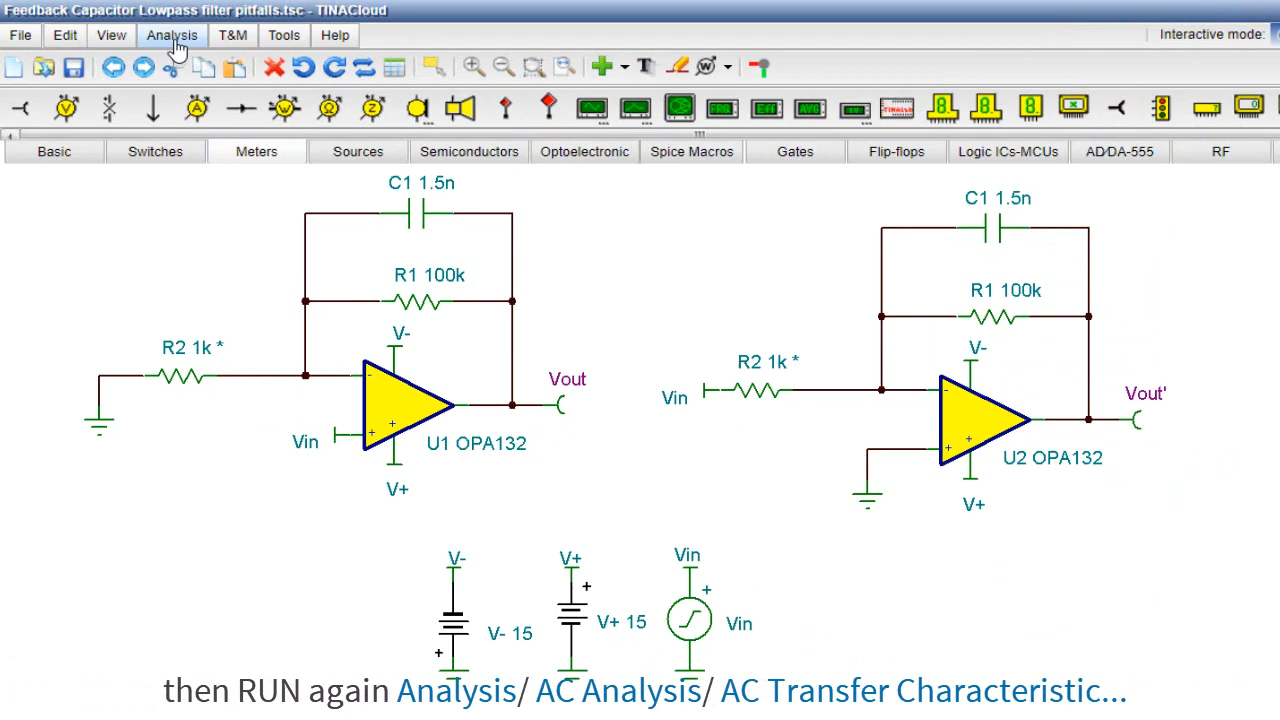 Feedback Capacitor Lowpass filter pitfalls.tsc - TINACloud
File Edit View Analysis T&M Tools Help Interactive mode:
Basic Switches Meters Sources Semiconductors Optoelectronic Spice Macros Gates Flip-flops Logic ICs-MCUs AD/DA-555 RF
C1 1.5n
R1 100k
V-
R2 1k *
Vout
Vin
U1 OPA132
V+
C1 1.5n
R1 100k
V-
R2 1k *
Vin
Vout'
U2 OPA132
V+
V- V+ Vin
V- 15 V+ 15 Vin
then RUN again Analysis/ AC Analysis/ AC Transfer Characteristic...